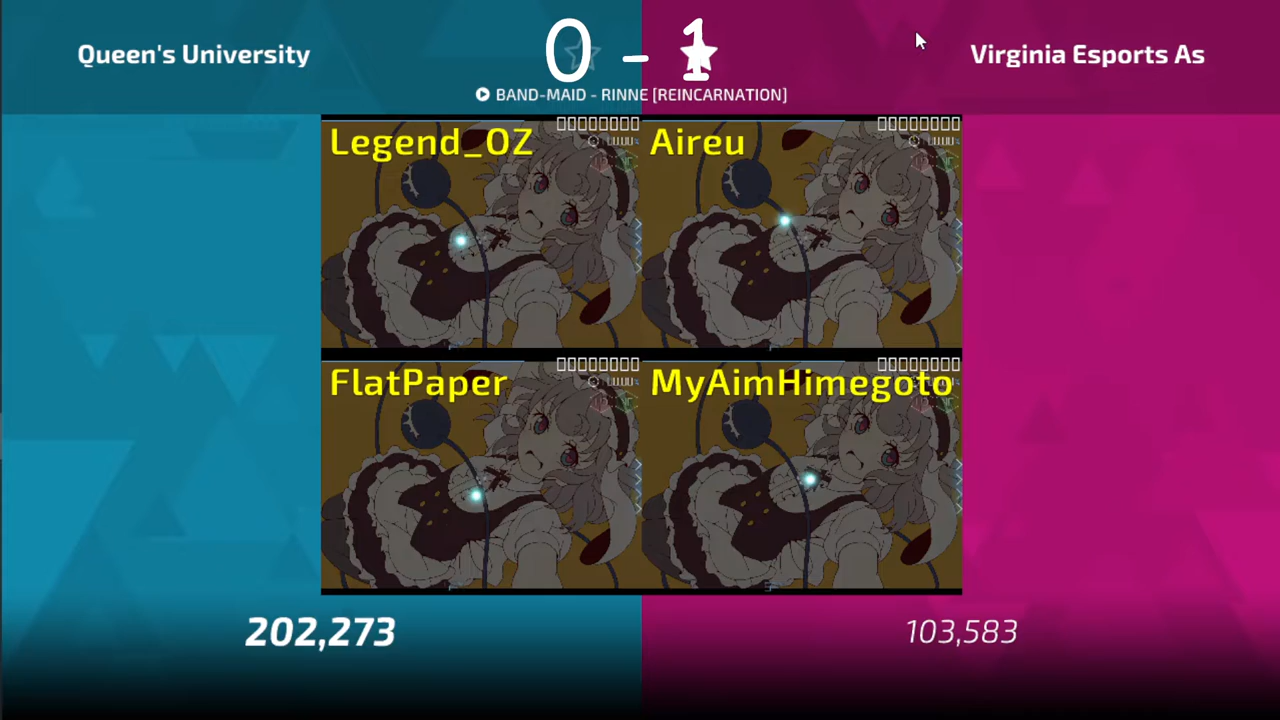 Queen's University
0 - 1
Virginia Esports As
BAND-MAID - RINNE [REINCARNATION]
Legend_OZ
Aireu
FlatPaper
MyAimHimegoto
202,273
103,583